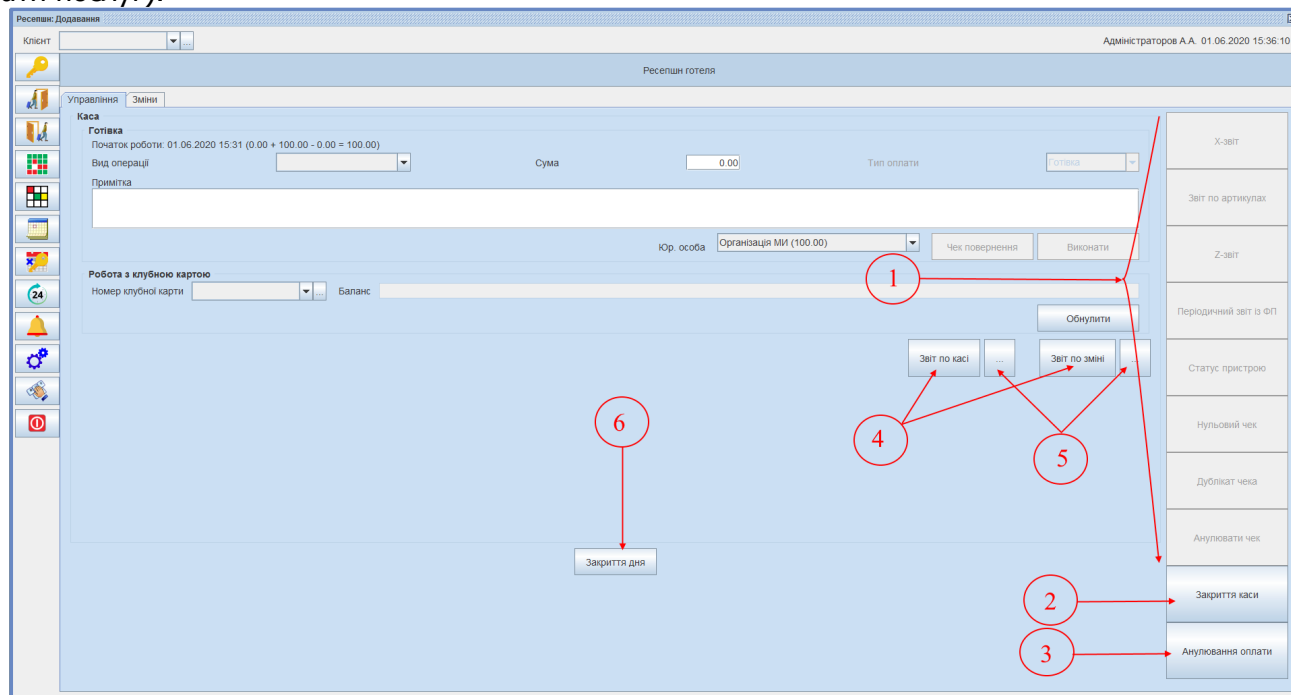 Ресепшн: Додавання
Клієнт
...
Адміністраторов А.А. 01.06.2020 15:36:10
Ресепшн готеля
Управління Зміни
Каса
Готівка
Початок роботи: 01.06.2020 15:31 (0.00 + 100.00 - 0.00 = 100.00)
Вид операції
Сума
0.00
Тип оплати
Готівка
Примітка
Юр. особа
Організація МИ (100.00)
Чек повернення
Виконати
Робота з клубною картою
Номер клубної карти
...
Баланс
Обнулити
Звіт по касі
...
Звіт по зміні
...
Закриття дня
X-звіт
Звіт по артикулах
Z-звіт
Періодичний звіт із ФП
Статус пристрою
Нульовий чек
Дублікат чека
Анулювати чек
Закриття каси
Анулювання оплати
24
1
2
3
4
5
6